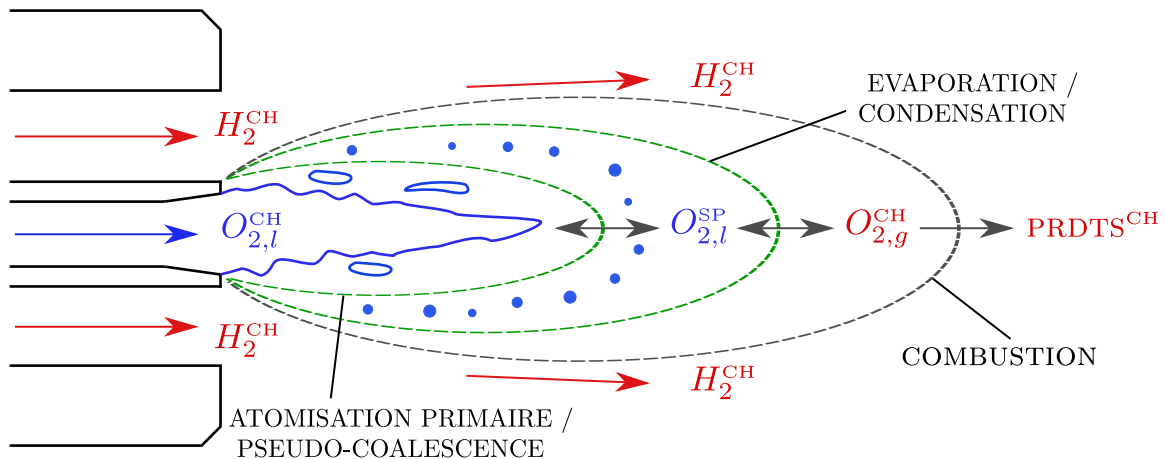 H_2^CH
EVAPORATION /
CONDENSATION
H_2^CH
O_{2,l}^CH
O_{2,l}^SP
O_{2,g}^CH
PRDTS^CH
H_2^CH
COMBUSTION
H_2^CH
ATOMISATION PRIMAIRE /
PSEUDO-COALESCENCE